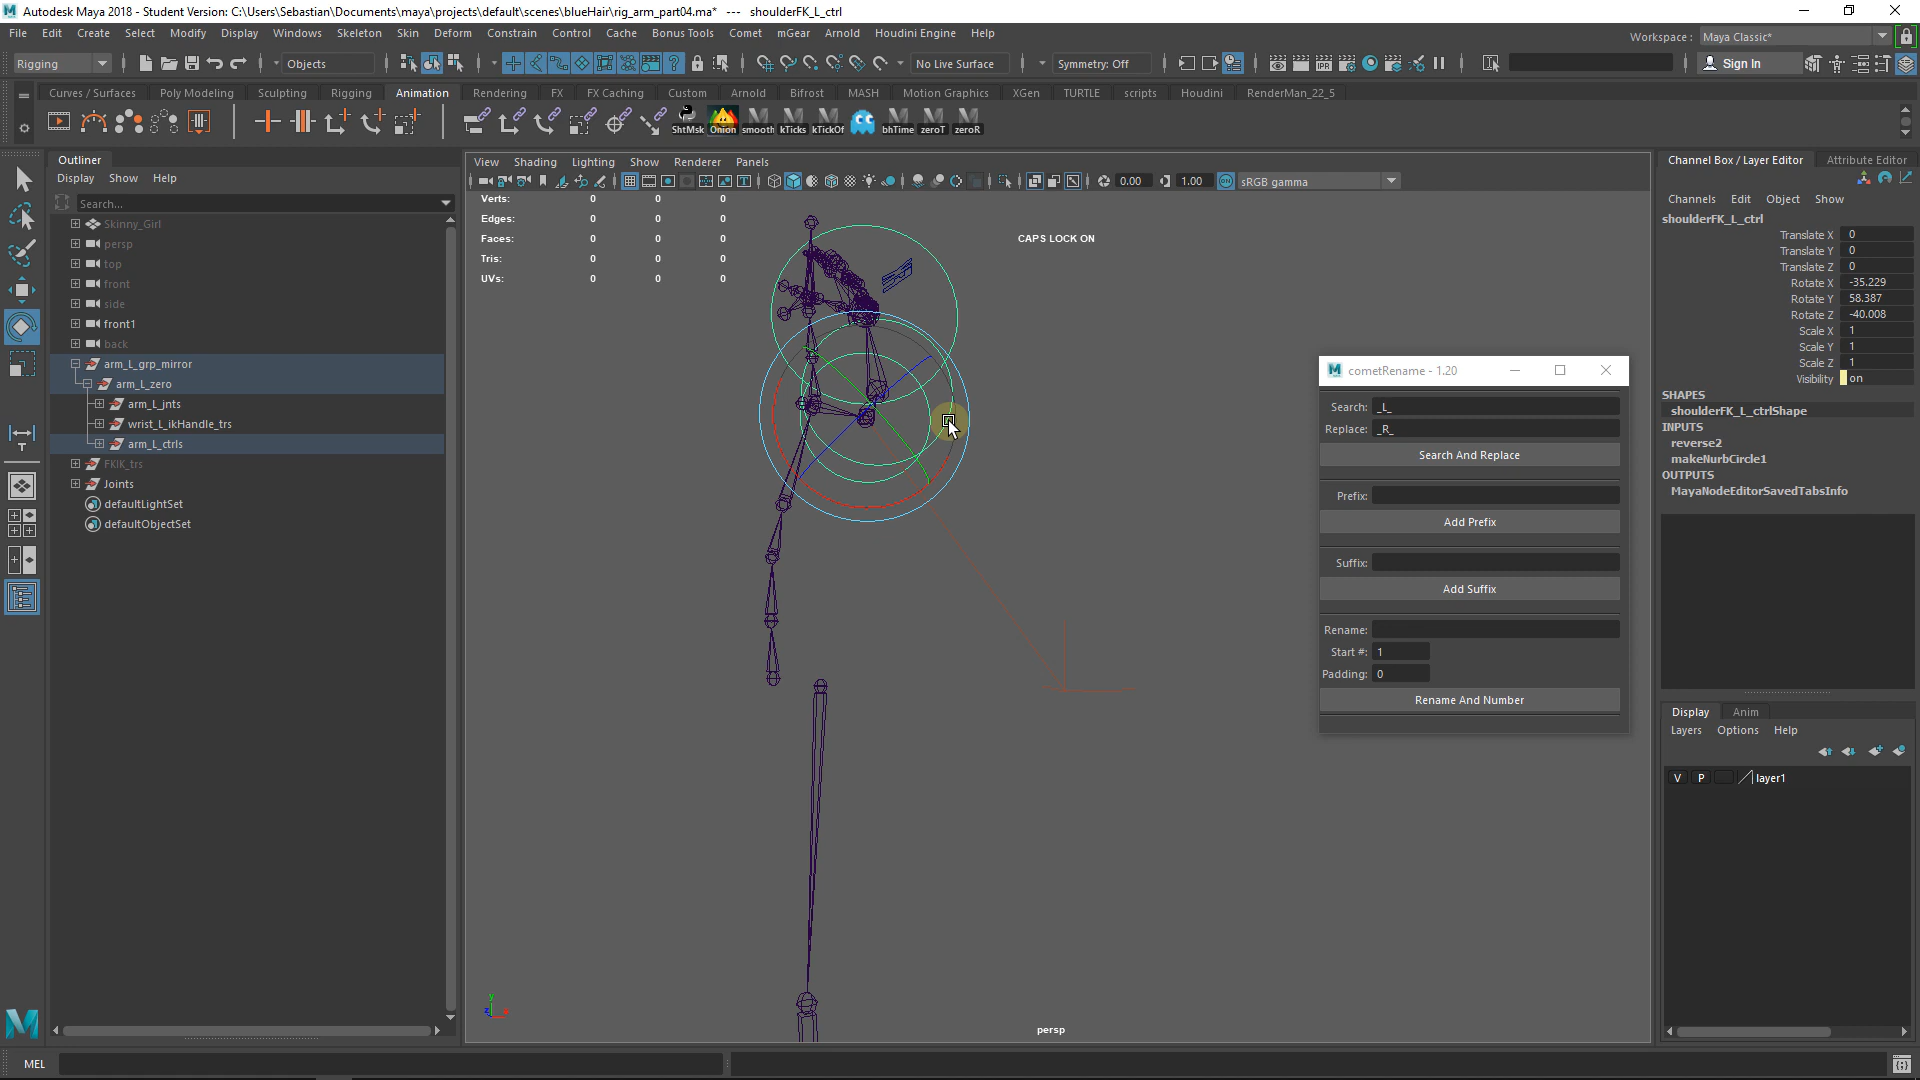 Autodesk Maya 2018 - Student Version: C:\Users\Sebastian\Documents\maya\projects\default\scenes\blueHair\rig_arm_part04.ma* --- shoulderFK_L_ctrl
File Edit Create Select Modify Display Windows Skeleton Skin Deform Constrain Control Cache Bonus Tools Comet mGear Arnold Houdini Engine Help
Workspace : Maya Classic*
Rigging Objects No Live Surface Symmetry: Off Sign In
Curves / Surfaces Poly Modeling Sculpting Rigging Animation Rendering FX FX Caching Custom Arnold Bifrost MASH Motion Graphics XGen TURTLE scripts Houdini RenderMan_22_5
ShtMsk Onion smooth kTicks kTickOf bhTime zeroT zeroR
Outliner
Display Show Help
Search...
Skinny_Girl
persp
top
front
side
front1
back
arm_L_grp_mirror
arm_L_zero
arm_L_jnts
wrist_L_ikHandle_trs
arm_L_ctrls
FKIK_trs
Joints
defaultLightSet
defaultObjectSet
View Shading Lighting Show Renderer Panels
0.00 1.00 sRGB gamma
Verts: 0 0 0
Edges: 0 0 0
Faces: 0 0 0
Tris: 0 0 0
UVs: 0 0 0
CAPS LOCK ON
persp
cometRename - 1.20
Search: _L_
Replace: _R_
Search And Replace
Prefix:
Add Prefix
Suffix:
Add Suffix
Rename:
Start #: 1
Padding: 0
Rename And Number
Channel Box / Layer Editor Attribute Editor
Channels Edit Object Show
shoulderFK_L_ctrl
Translate X 0
Translate Y 0
Translate Z 0
Rotate X -35.229
Rotate Y 58.387
Rotate Z -40.008
Scale X 1
Scale Y 1
Scale Z 1
Visibility on
SHAPES
shoulderFK_L_ctrlShape
INPUTS
reverse2
makeNurbCircle1
OUTPUTS
MayaNodeEditorSavedTabsInfo
Display Anim
Layers Options Help
V P layer1
MEL